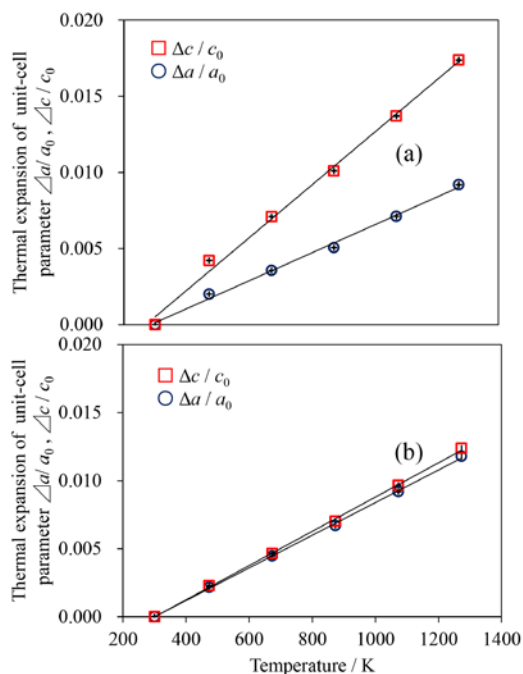 0.020
0.015
0.010
0.005
0.000
Thermal expansion of unit-cell
parameter △a/ a₀ , △c / c₀
Δc / c₀
Δa / a₀
(a)
0.020
0.015
0.010
0.005
0.000
Thermal expansion of unit-cell
parameter △a/ a₀ , △c / c₀
Δc / c₀
Δa / a₀
(b)
200 400 600 800 1000 1200 1400
Temperature / K